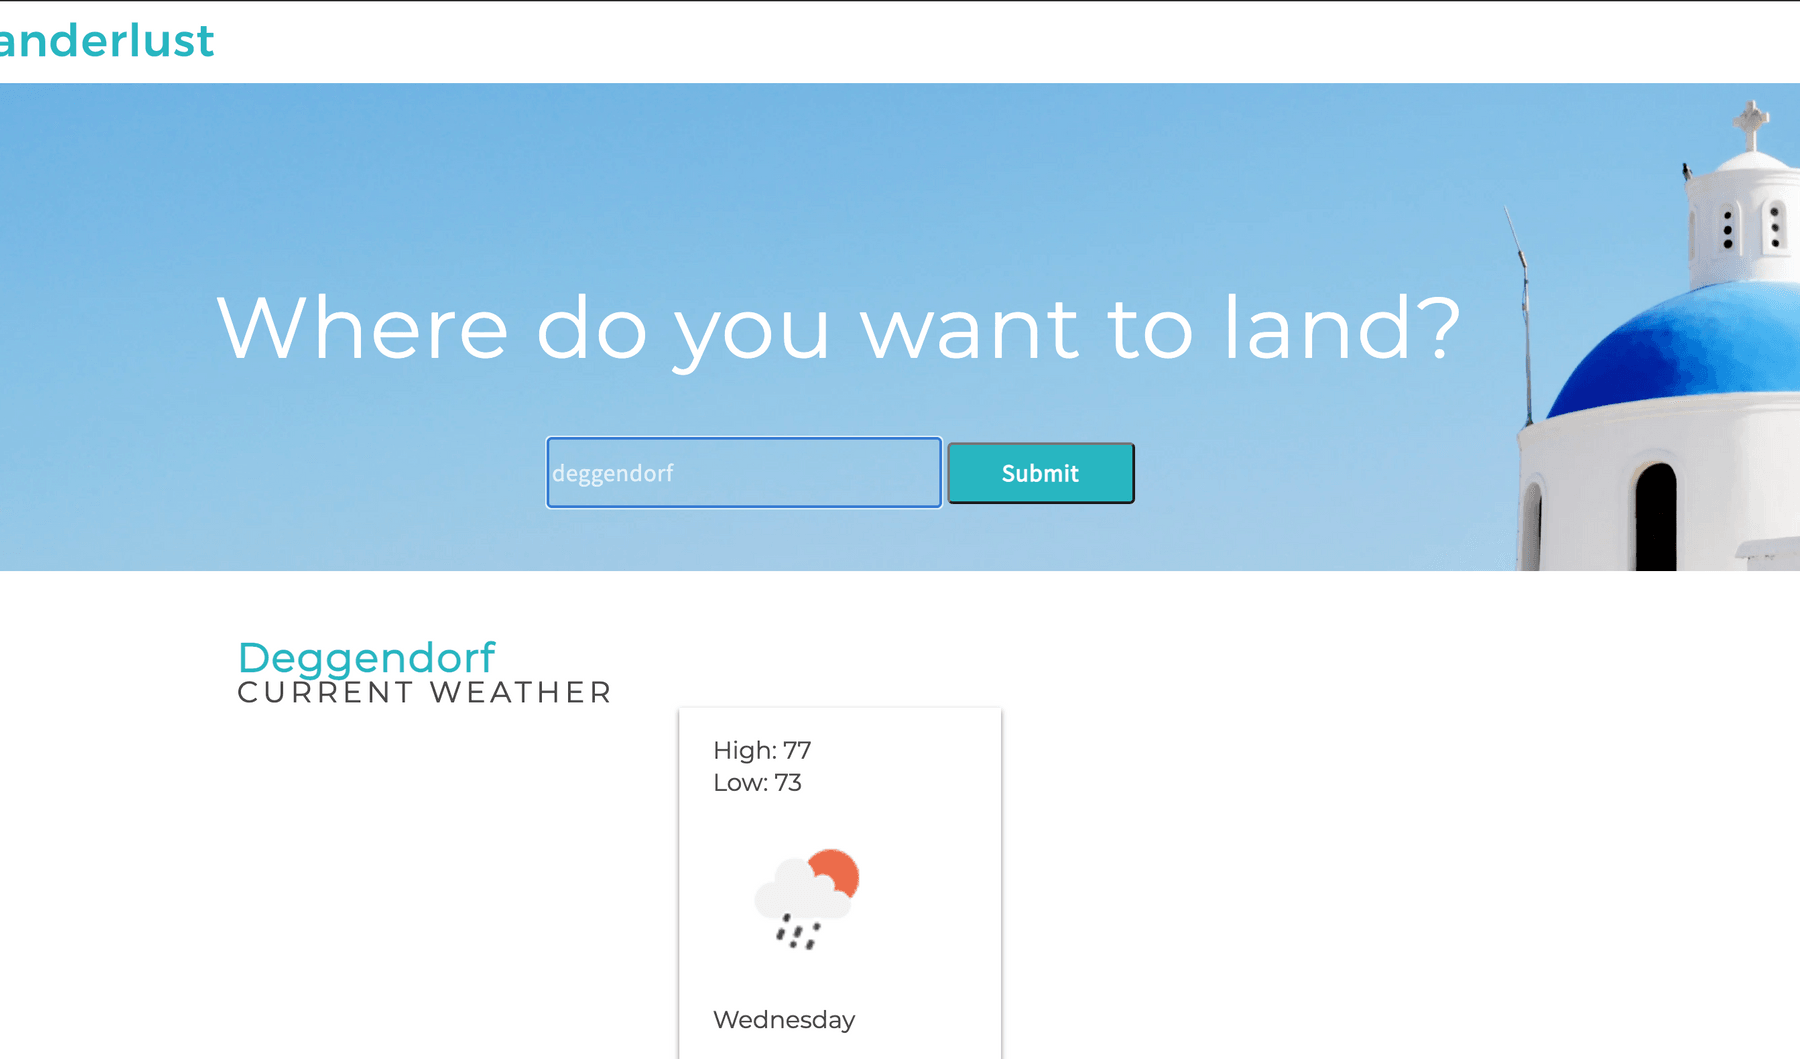 anderlust
Where do you want to land?
deggendorf
Submit
Deggendorf
CURRENT WEATHER
High: 77
Low: 73
Wednesday